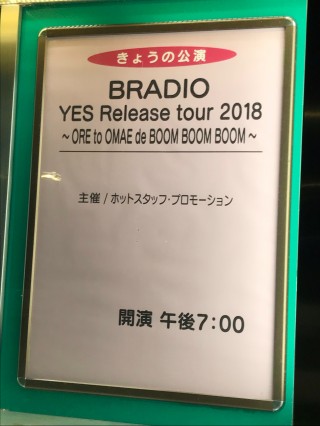 きょうの公演
BRADIO
YES Release tour 2018
~ ORE to OMAE de BOOM BOOM BOOM ~
主催 / ホットスタッフ・プロモーション
開演 午後7:00